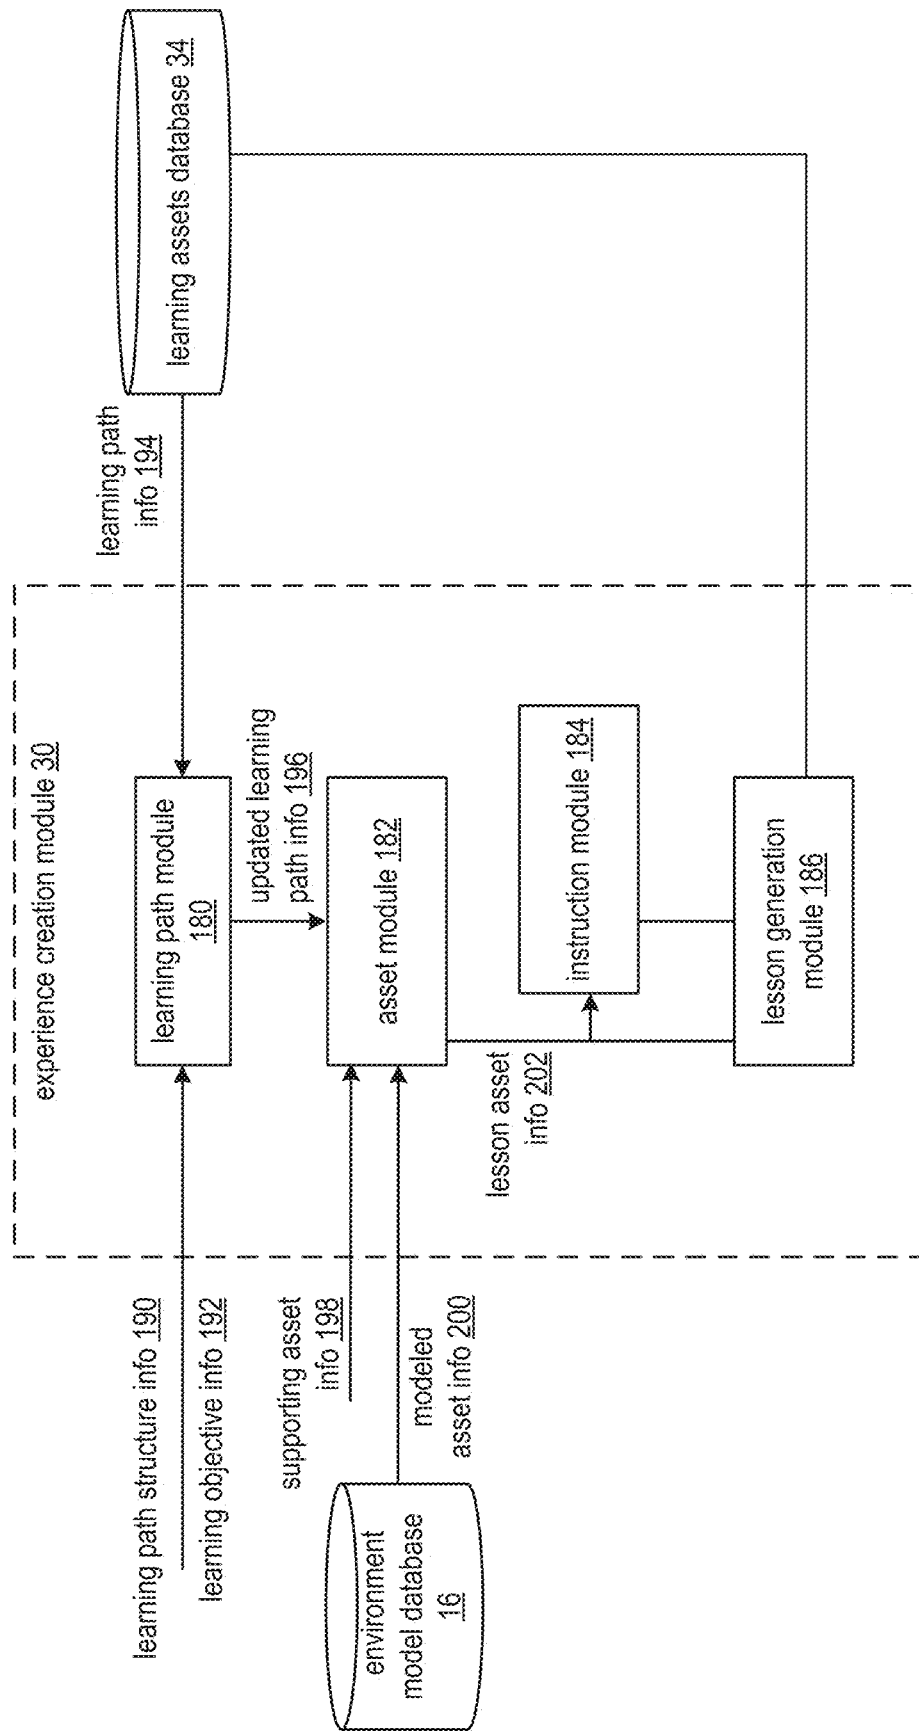 experience creation module 30
learning path structure info 190
learning objective info 192
learning path module
180
learning path
info 194
learning assets database 34
updated learning
path info 196
supporting asset
info 198
asset module 182
environment
model database
16
modeled
asset info 200
lesson asset
info 202
instruction module 184
lesson generation
module 186